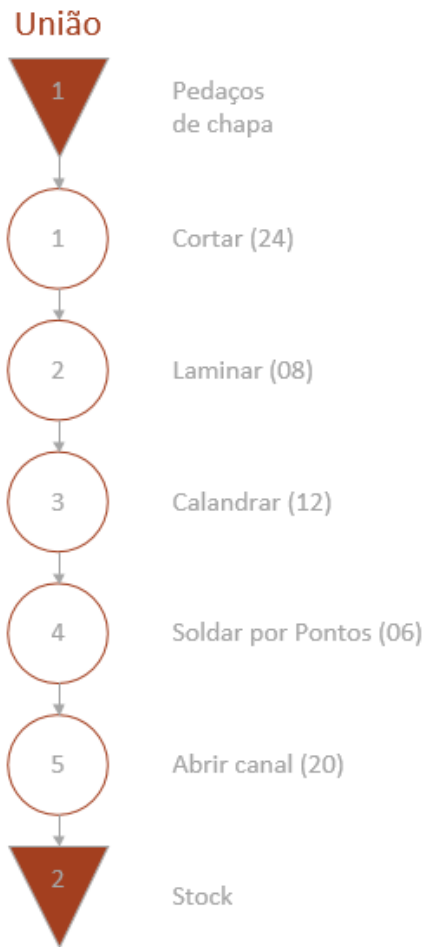 União
1
Pedaços
de chapa
1
Cortar (24)
2
Laminar (08)
3
Calandrar (12)
4
Soldar por Pontos (06)
5
Abrir canal (20)
2
Stock